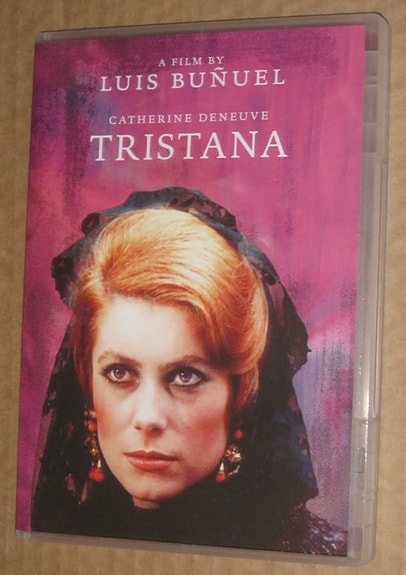 A FILM BY
LUIS BUÑUEL
CATHERINE DENEUVE
TRISTANA